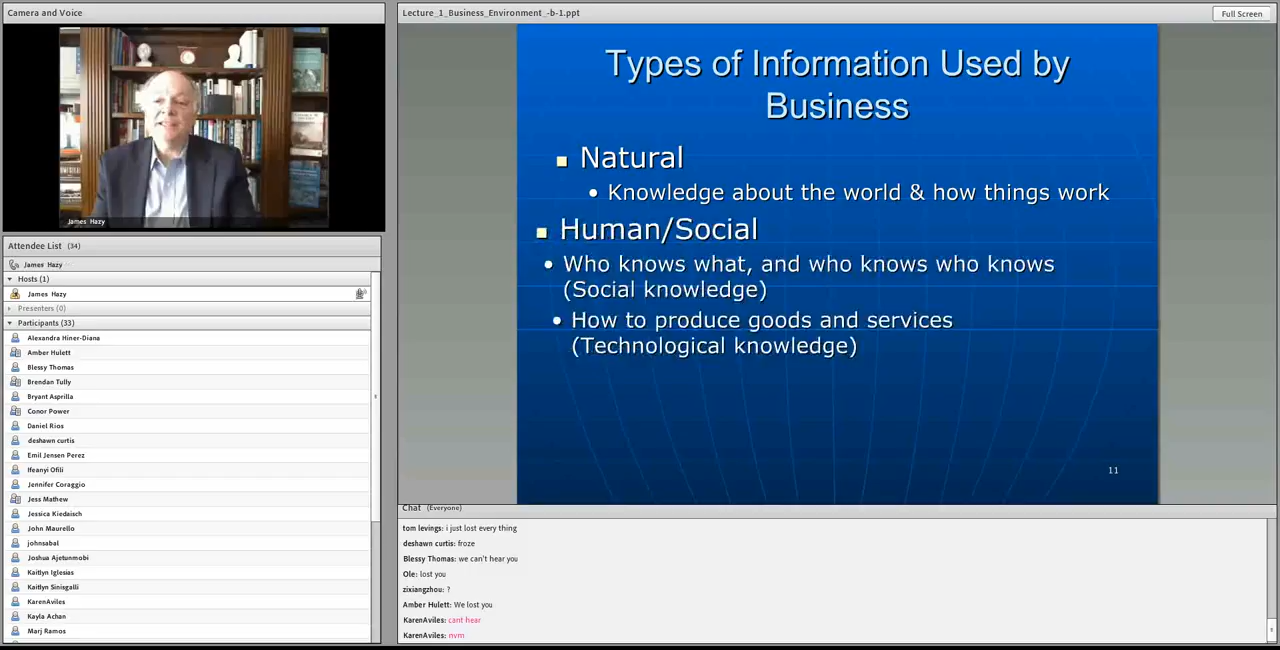 Camera and Voice
James Hazy
Attendee List (34)
James Hazy
Hosts (1)
James Hazy
Presenters (0)
Participants (33)
Alexandra Hiner-Diana
Amber Hulett
Blessy Thomas
Brendan Tully
Bryant Asprilla
Conor Power
Daniel Rios
deshawn curtis
Emil Jensen Perez
Ifeanyi Ofili
Jennifer Coraggio
Jess Mathew
Jessica Kiedaisch
John Maurello
johnsabal
Joshua Ajetunmobi
Kaitlyn Iglesias
Kaitlyn Sinisgalli
KarenAviles
Kayla Achan
Marj Ramos
Lecture_1_Business_Environment_-b-1.ppt
Full Screen
Types of Information Used by
Business
Natural
• Knowledge about the world & how things work
Human/Social
• Who knows what, and who knows who knows
(Social knowledge)
• How to produce goods and services
(Technological knowledge)
11
Chat (Everyone)
tom levings: i just lost every thing
deshawn curtis: froze
Blessy Thomas: we can't hear you
Ole: lost you
zixiangzhou: ?
Amber Hulett: We lost you
KarenAviles: cant hear
KarenAviles: nvm